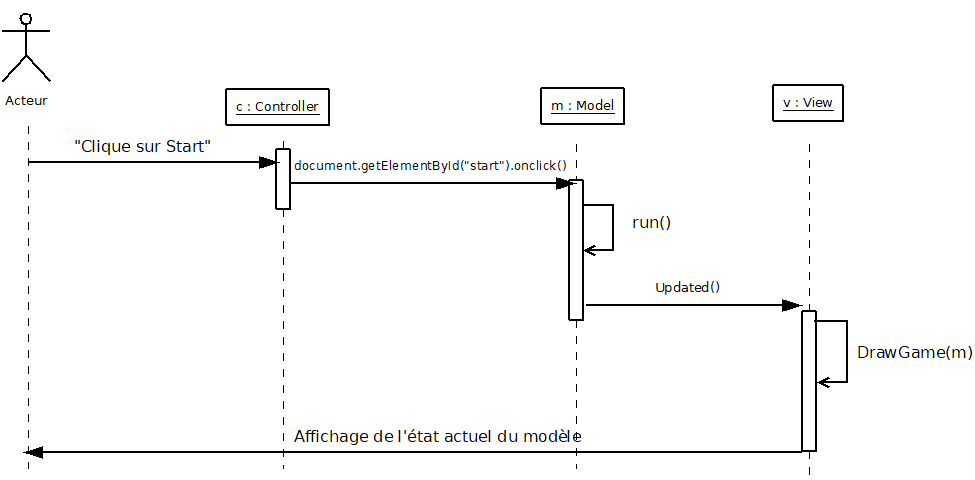 Acteur
c : Controller
m : Model
v : View
"Clique sur Start"
document.getElementById("start").onclick()
run()
Updated()
DrawGame(m)
Affichage de l'état actuel du modèle